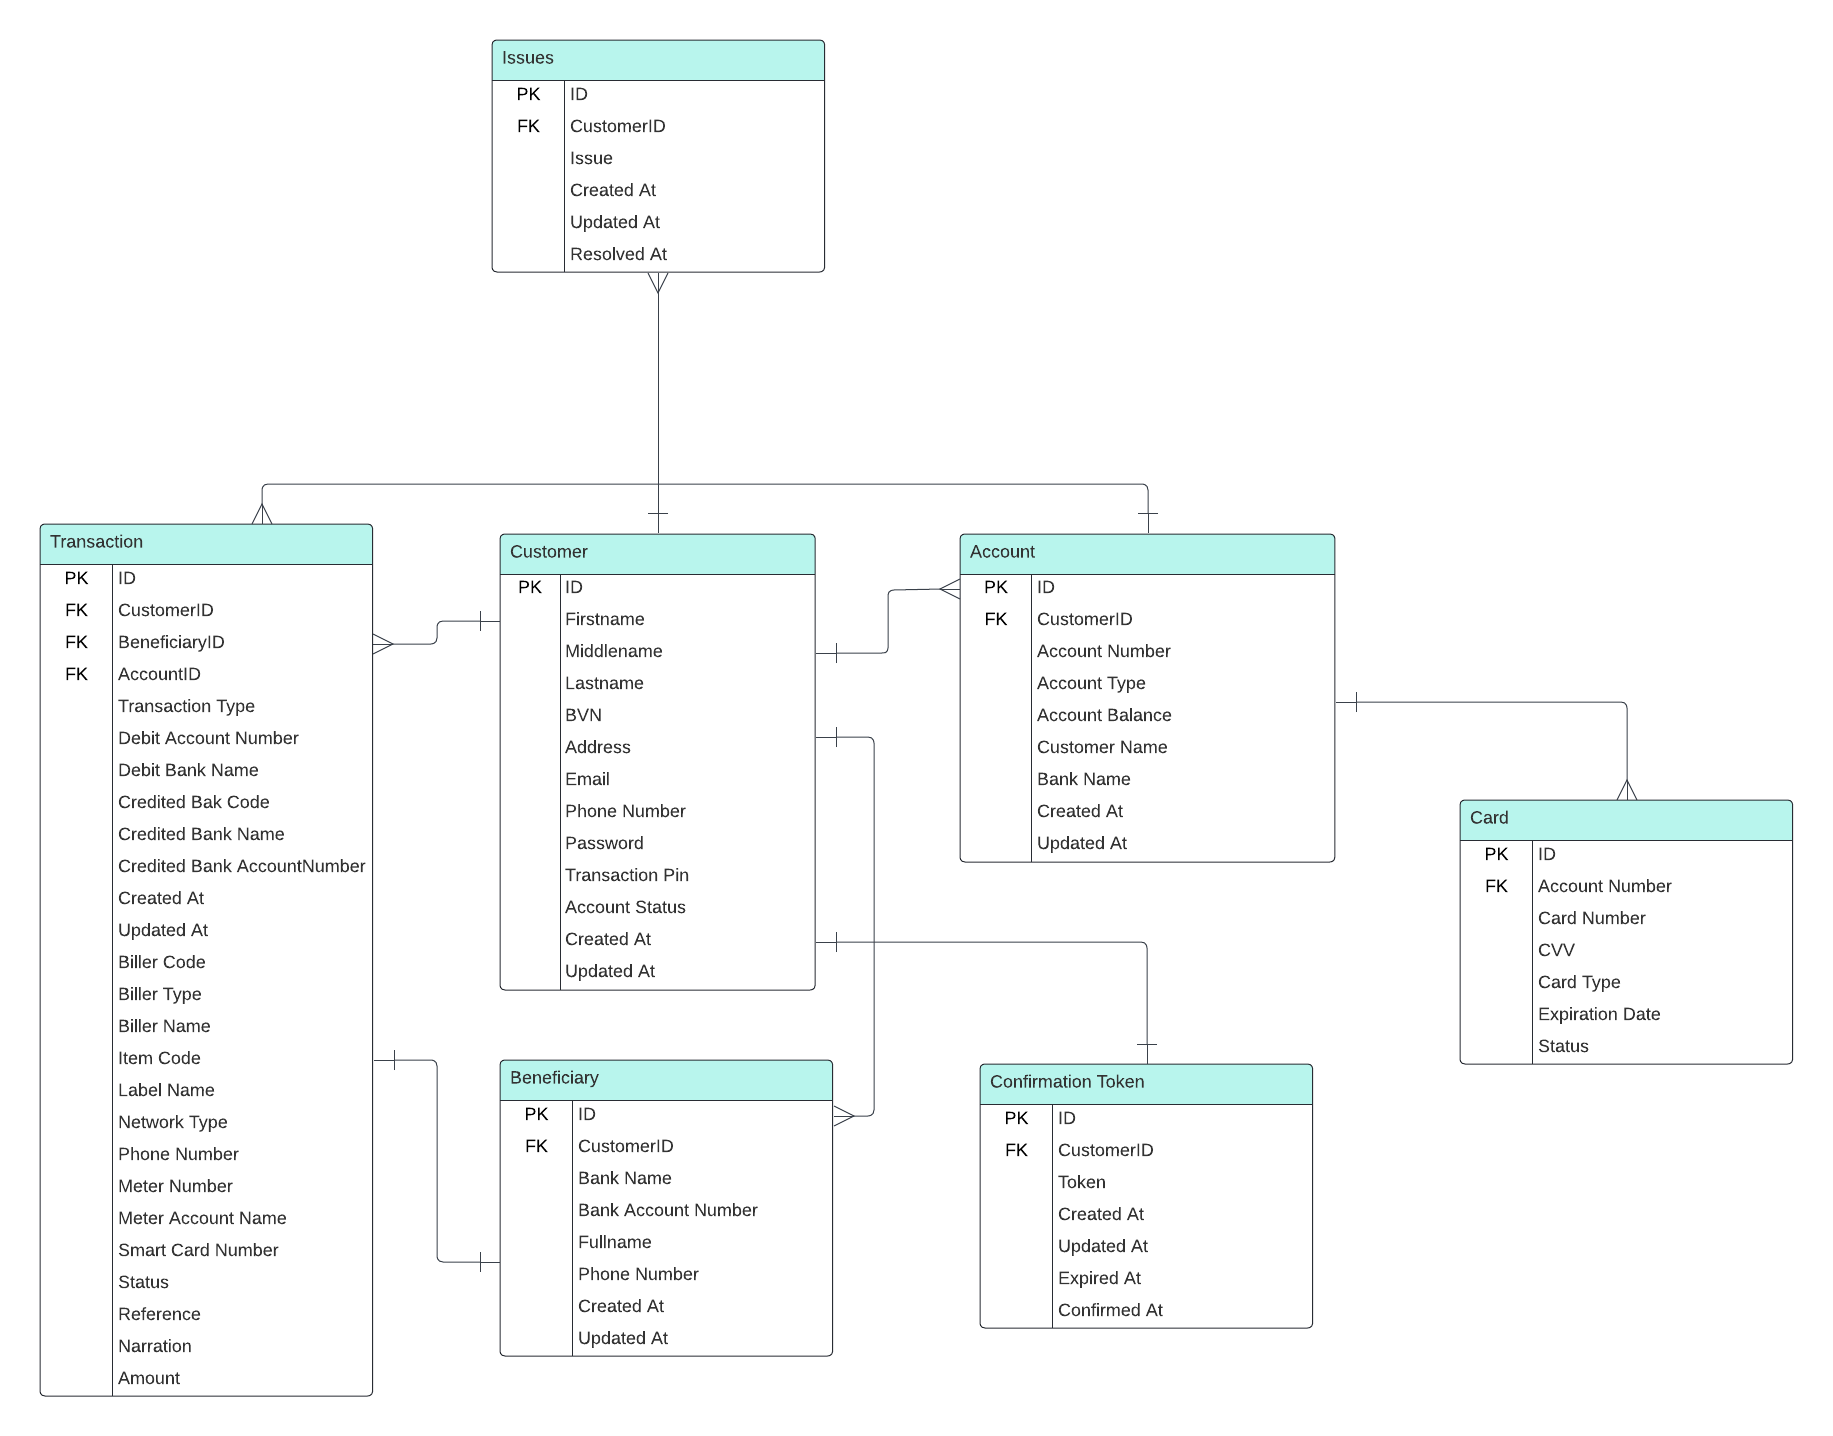 Issues
PK ID
FK CustomerID
Issue
Created At
Updated At
Resolved At
Transaction
PK ID
FK CustomerID
FK BeneficiaryID
FK AccountID
Transaction Type
Debit Account Number
Debit Bank Name
Credited Bak Code
Credited Bank Name
Credited Bank AccountNumber
Created At
Updated At
Biller Code
Biller Type
Biller Name
Item Code
Label Name
Network Type
Phone Number
Meter Number
Meter Account Name
Smart Card Number
Status
Reference
Narration
Amount
Customer
PK ID
Firstname
Middlename
Lastname
BVN
Address
Email
Phone Number
Password
Transaction Pin
Account Status
Created At
Updated At
Account
PK ID
FK CustomerID
Account Number
Account Type
Account Balance
Customer Name
Bank Name
Created At
Updated At
Card
PK ID
FK Account Number
Card Number
CVV
Card Type
Expiration Date
Status
Beneficiary
PK ID
FK CustomerID
Bank Name
Bank Account Number
Fullname
Phone Number
Created At
Updated At
Confirmation Token
PK ID
FK CustomerID
Token
Created At
Updated At
Expired At
Confirmed At